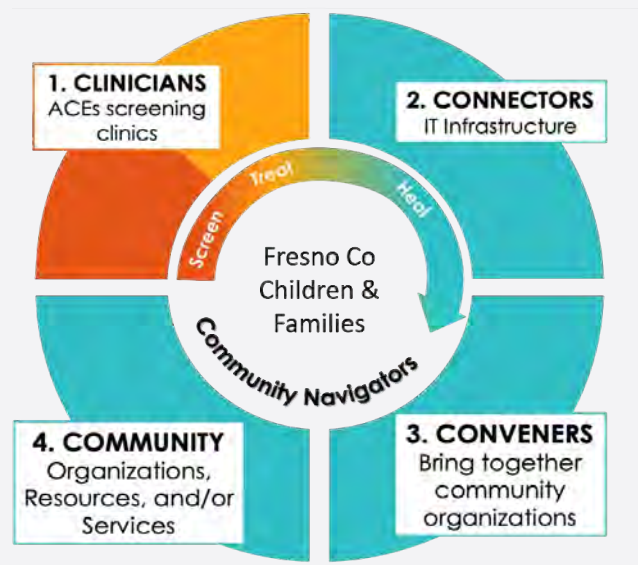 1. CLINICIANS
ACEs screening
clinics
2. CONNECTORS
IT Infrastructure
Screen
Treat
Heal
Fresno Co
Children &
Families
Community Navigators
3. CONVENERS
Bring together
community
organizations
4. COMMUNITY
Organizations,
Resources, and/or
Services